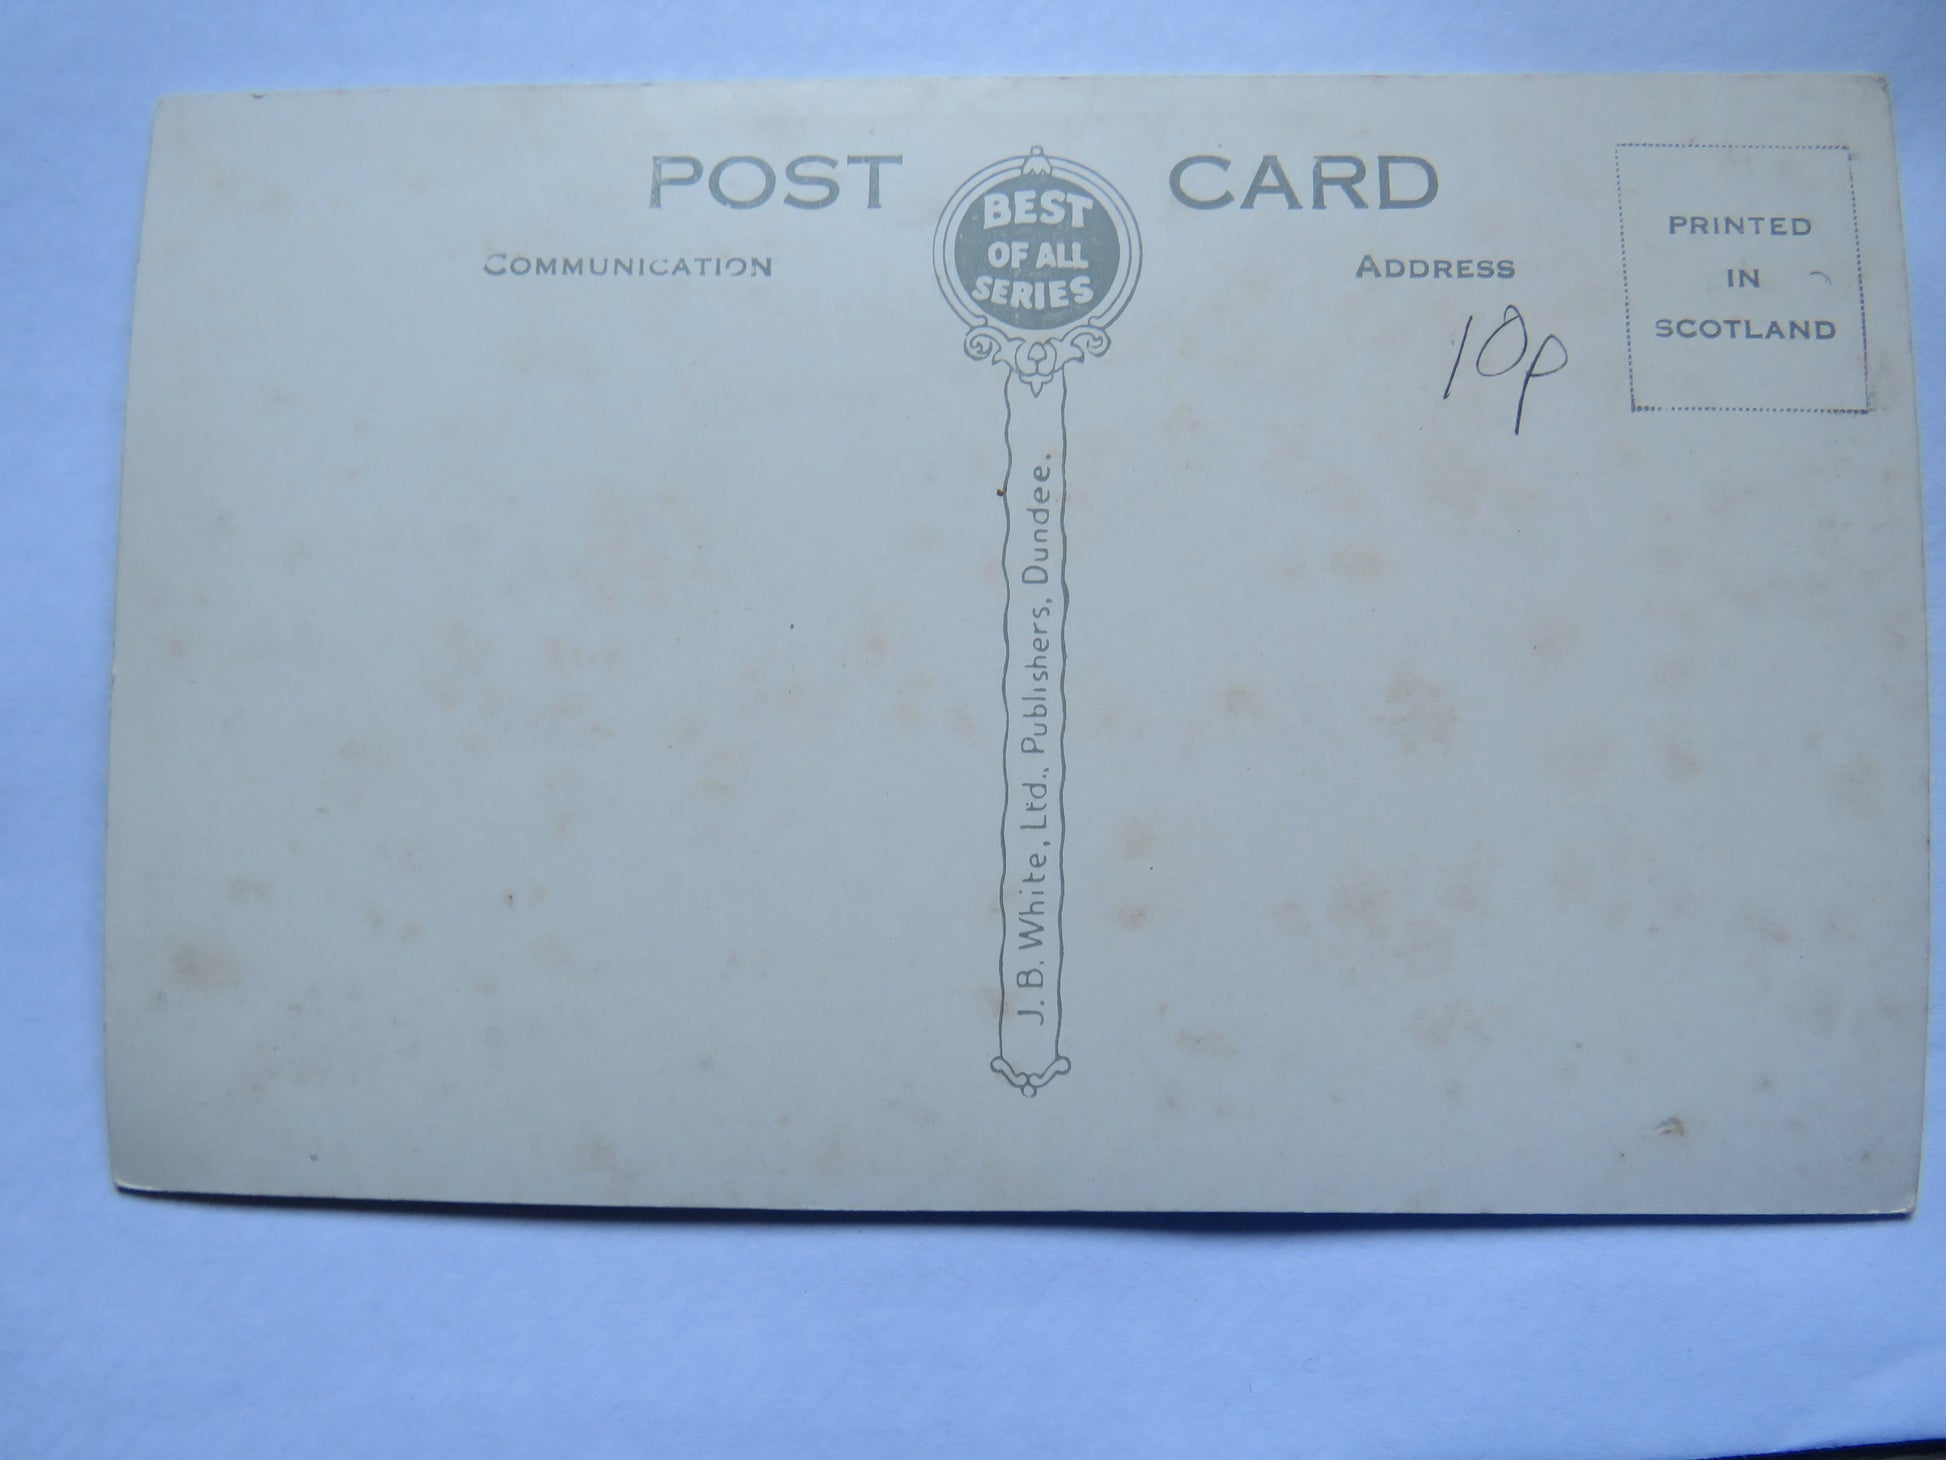 POST CARD
BEST
OF ALL
SERIES
COMMUNICATION
ADDRESS
PRINTED
IN
SCOTLAND
10p
J. B. White, Ltd., Publishers, Dundee.